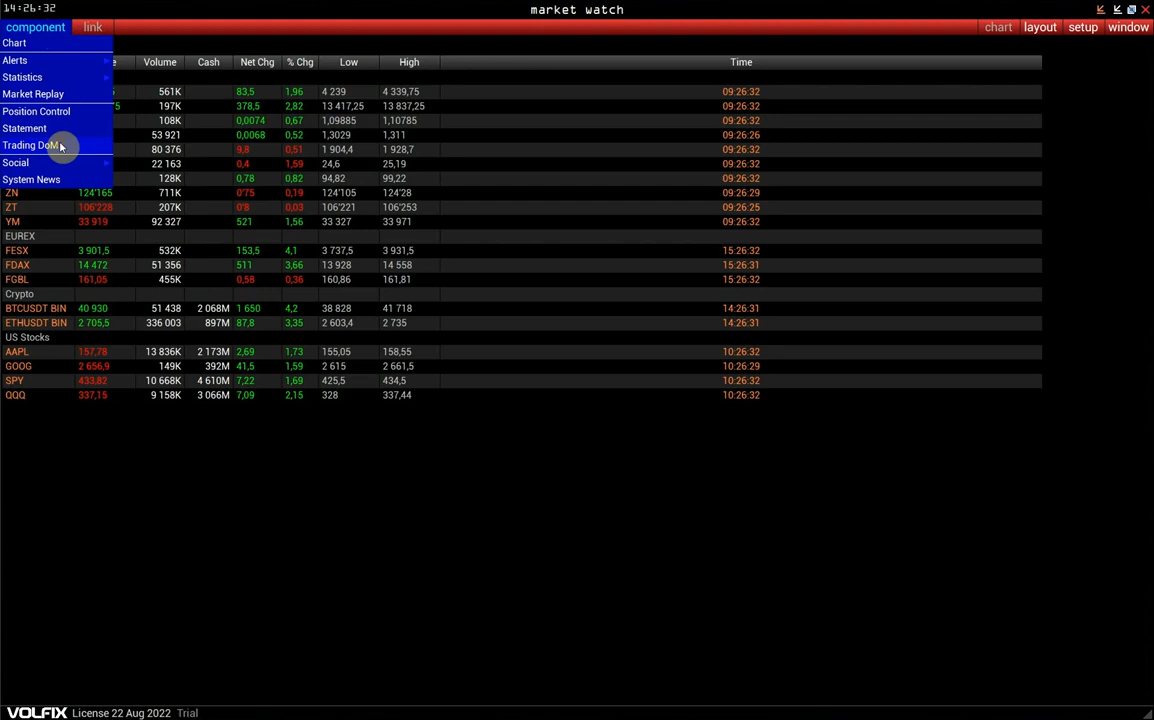 14:26:32 market watch
component link chart layout setup window
Chart
Alerts
Statistics
Market Replay
Position Control
Statement
Trading DoM
Social
System News
e Volume Cash Net Chg % Chg Low High Time
561K 83,5 1,96 4 239 4 339,75 09:26:32
5 197K 378,5 2,82 13 417,25 13 837,25 09:26:32
108K 0,0074 0,67 1,09885 1,10785 09:26:32
53 921 0,0068 0,52 1,3029 1,311 09:26:26
80 376 9,8 0,51 1 904,4 1 928,7 09:26:32
22 163 0,4 1,59 24,6 25,19 09:26:32
128K 0,78 0,82 94,82 99,22 09:26:32
ZN 124'165 711K 0'75 0,19 124'105 124'28 09:26:29
ZT 106'228 207K 0'8 0,03 106'221 106'253 09:26:25
YM 33 919 92 327 521 1,56 33 327 33 971 09:26:32
EUREX
FESX 3 901,5 532K 153,5 4,1 3 737,5 3 931,5 15:26:32
FDAX 14 472 51 356 511 3,66 13 928 14 558 15:26:31
FGBL 161,05 455K 0,58 0,36 160,86 161,81 15:26:32
Crypto
BTCUSDT BIN 40 930 51 438 2 068M 1 650 4,2 38 828 41 718 14:26:31
ETHUSDT BIN 2 705,5 336 003 897M 87,8 3,35 2 603,4 2 735 14:26:31
US Stocks
AAPL 157,78 13 836K 2 173M 2,69 1,73 155,05 158,55 10:26:32
GOOG 2 656,9 149K 392M 41,5 1,59 2 615 2 661,5 10:26:29
SPY 433,82 10 668K 4 610M 7,22 1,69 425,5 434,5 10:26:32
QQQ 337,15 9 158K 3 066M 7,09 2,15 328 337,44 10:26:32
VOLFIX License 22 Aug 2022 Trial